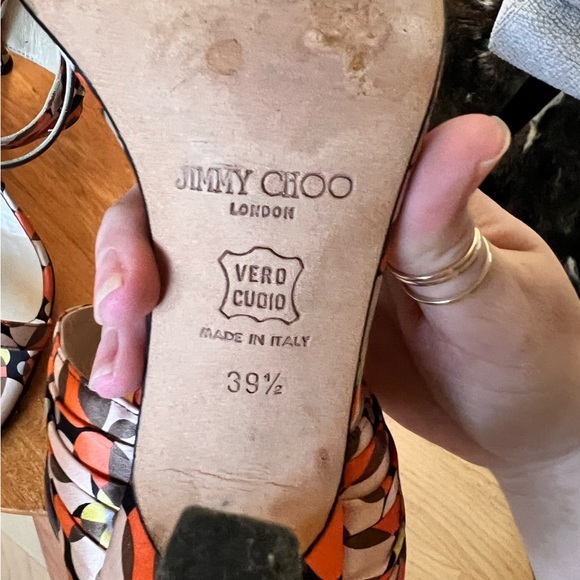 JIMMY CHOO
LONDON
VERO
CUOIO
MADE IN ITALY
39½